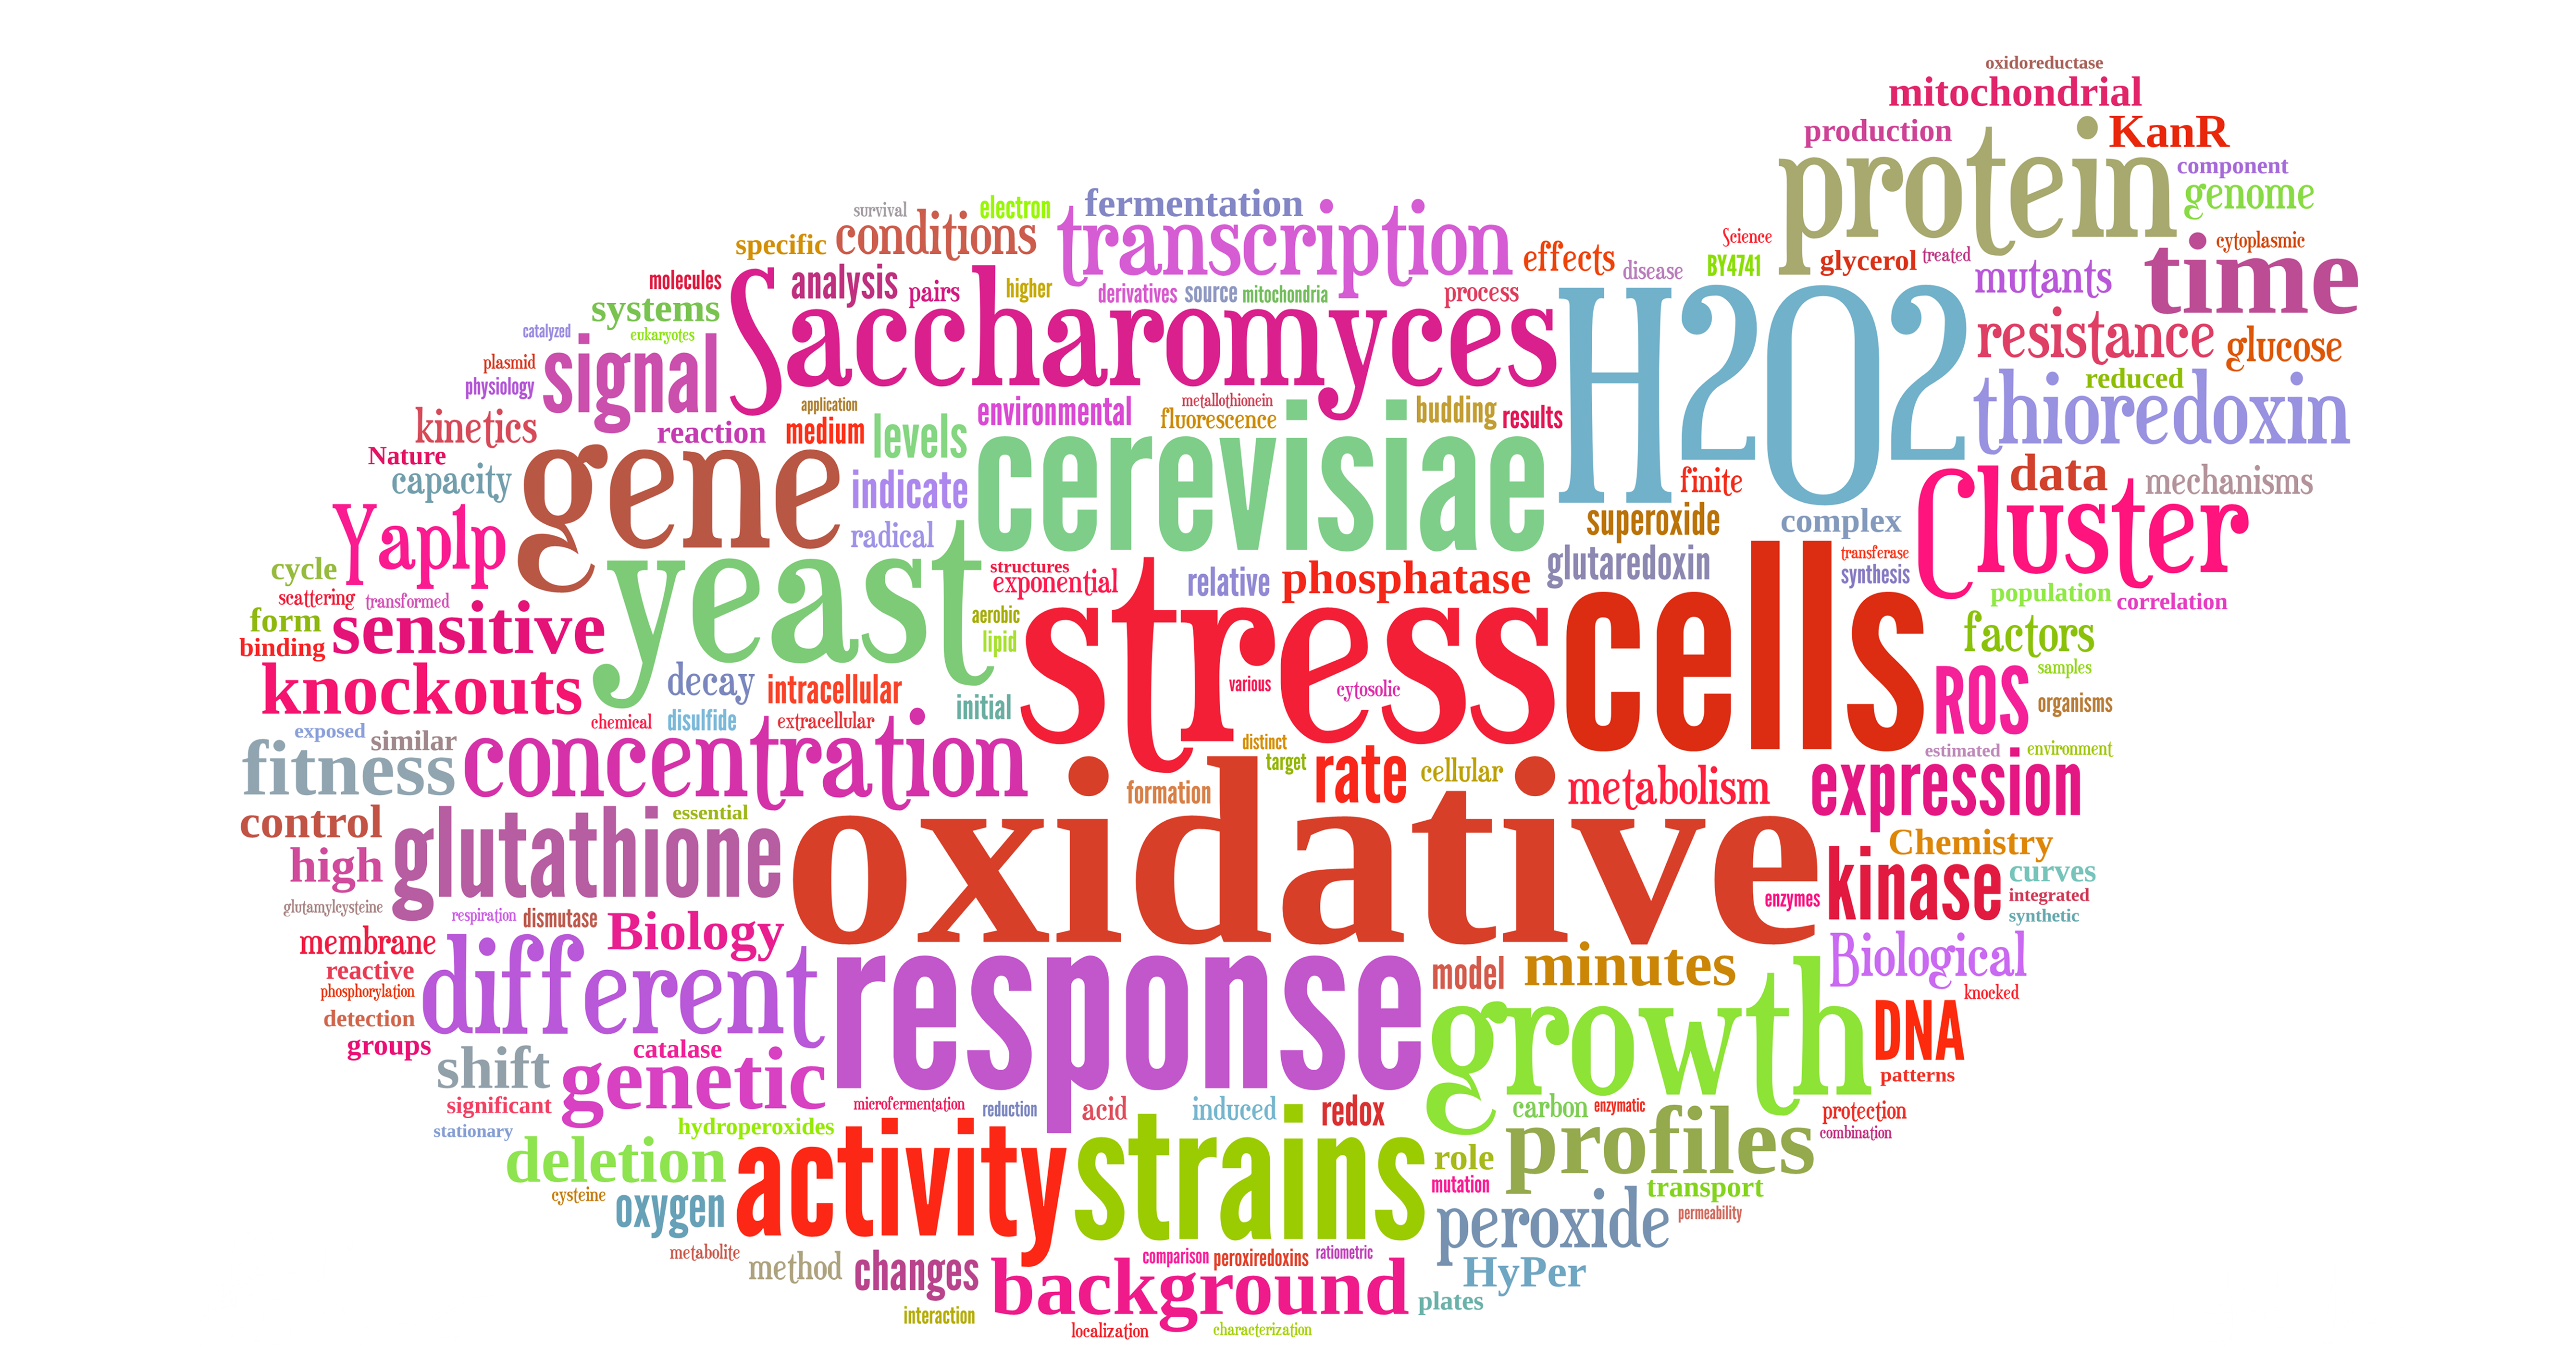 oxidoreductase
mitochondrial
production
KanR
protein
component
genome
survival
electron
fermentation
specific
conditions
transcription
effects
Science
disease
BY4741
glycerol
treated
mutants
cytoplasmic
time
molecules
analysis
pairs
higher
derivatives
source
mitochondria
process
systems
Saccharomyces
H2O2
resistance
glucose
catalyzed
eukaryotes
plasmid
physiology
signal
application
environmental
metallothionein
fluorescence
budding
results
reduced
thioredoxin
kinetics
reaction
medium
levels
cerevisiae
Nature
capacity
gene
indicate
radical
finite
superoxide
complex
data
mechanisms
Cluster
Yap1p
yeast
structures
exponential
relative
phosphatase
glutaredoxin
transferase
synthesis
cycle
scattering
transformed
form
binding
sensitive
aerobic
lipid
stress
cells
population
correlation
factors
knockouts
decay
intracellular
initial
various
cytosolic
ROS
samples
organisms
chemical
disulfide
extracellular
exposed
similar
fitness
concentration
distinct
target
rate
cellular
metabolism
estimated
environment
expression
formation
oxidative
control
essential
high
glutathione
Chemistry
kinase
curves
integrated
synthetic
enzymes
glutamylcysteine
respiration
dismutase
Biology
membrane
reactive
phosphorylation
different
response
model
minutes
Biological
knocked
detection
groups
growth
DNA
patterns
shift
catalase
genetic
significant
microfermentation
reduction
acid
induced
redox
carbon
enzymatic
protection
combination
stationary
hydroperoxides
deletion
activity
strains
role
mutation
profiles
transport
cysteine
oxygen
peroxide
permeability
metabolite
method
changes
comparison
peroxiredoxins
ratiometric
HyPer
background
plates
interaction
localization
characterization